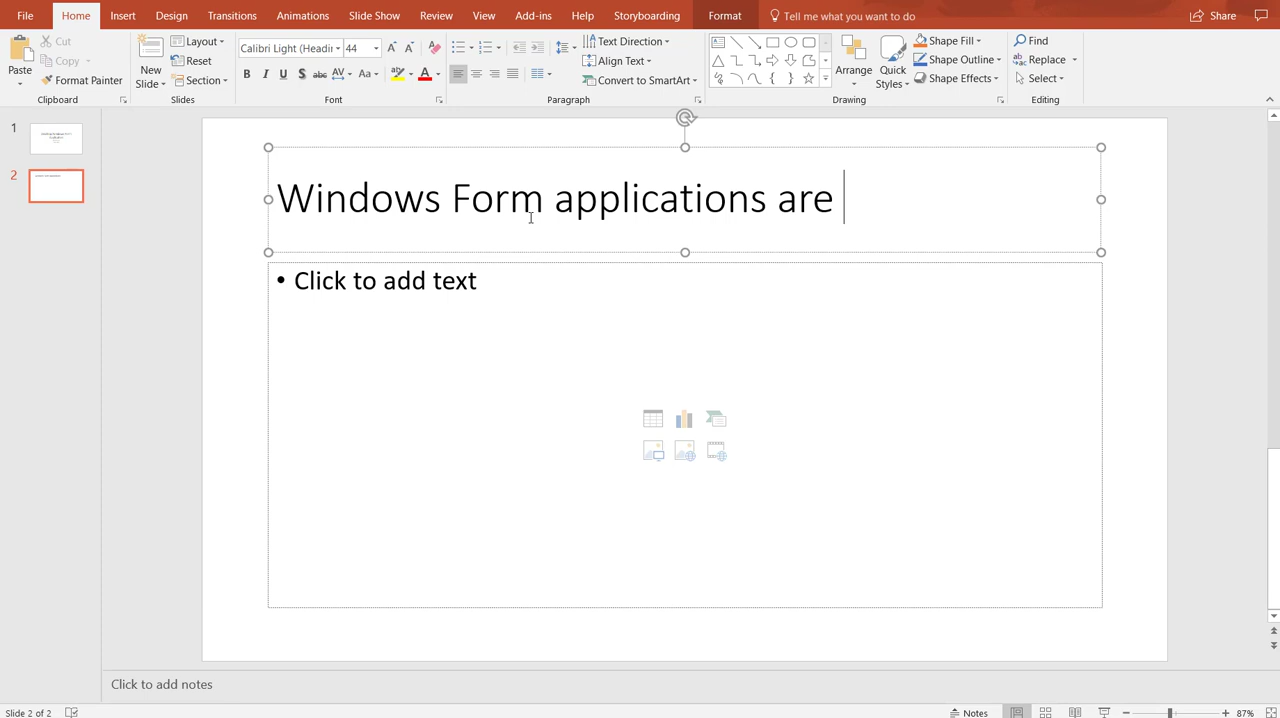 File Home Insert Design Transitions Animations Slide Show Review View Add-ins Help Storyboarding Format Tell me what you want to do Share
Paste
Cut
Copy
Format Painter
Clipboard
New
Slide
Layout
Reset
Section
Slides
Calibri Light (Headin 44
B I U S abc AV Aa A
Font
Text Direction
Align Text
Convert to SmartArt
Paragraph
Arrange
Quick
Styles
Shape Fill
Shape Outline
Shape Effects
Drawing
Find
Replace
Select
Editing
1
2
Windows Form applications are
• Click to add text
Click to add notes
Slide 2 of 2
Notes
87%